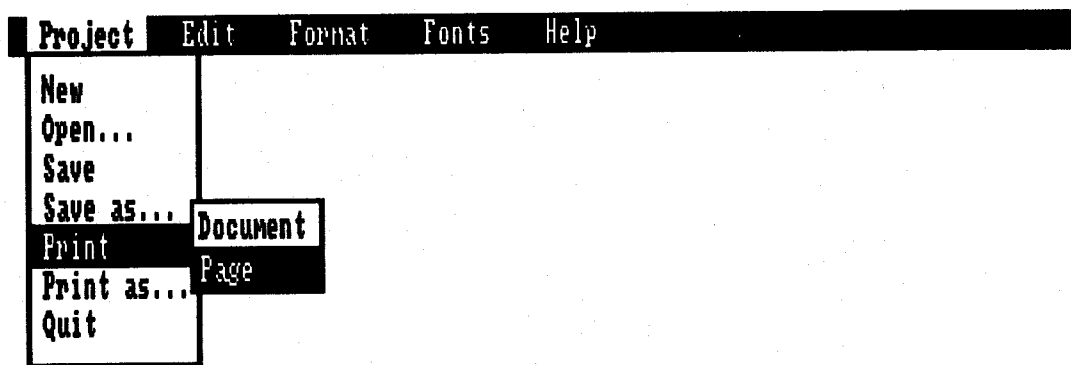 Project Edit Format Fonts Help
New
Open...
Save
Save as...
Document
Print
Page
Print as...
Quit